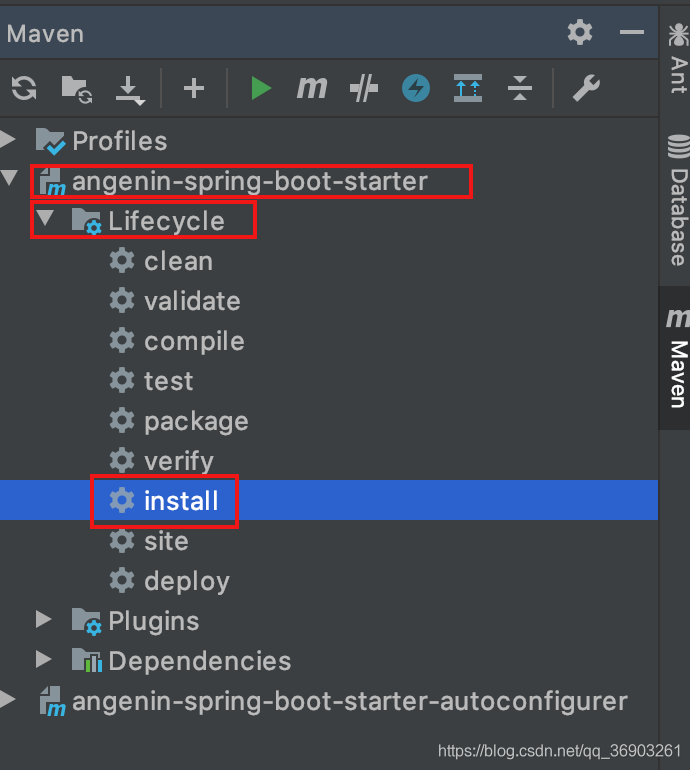 Maven
m
Profiles
angenin-spring-boot-starter
Lifecycle
clean
validate
compile
test
package
verify
install
site
deploy
Plugins
Dependencies
angenin-spring-boot-starter-autoconfigurer
Ant
Database
m
Maven
https://blog.csdn.net/qq_36903261